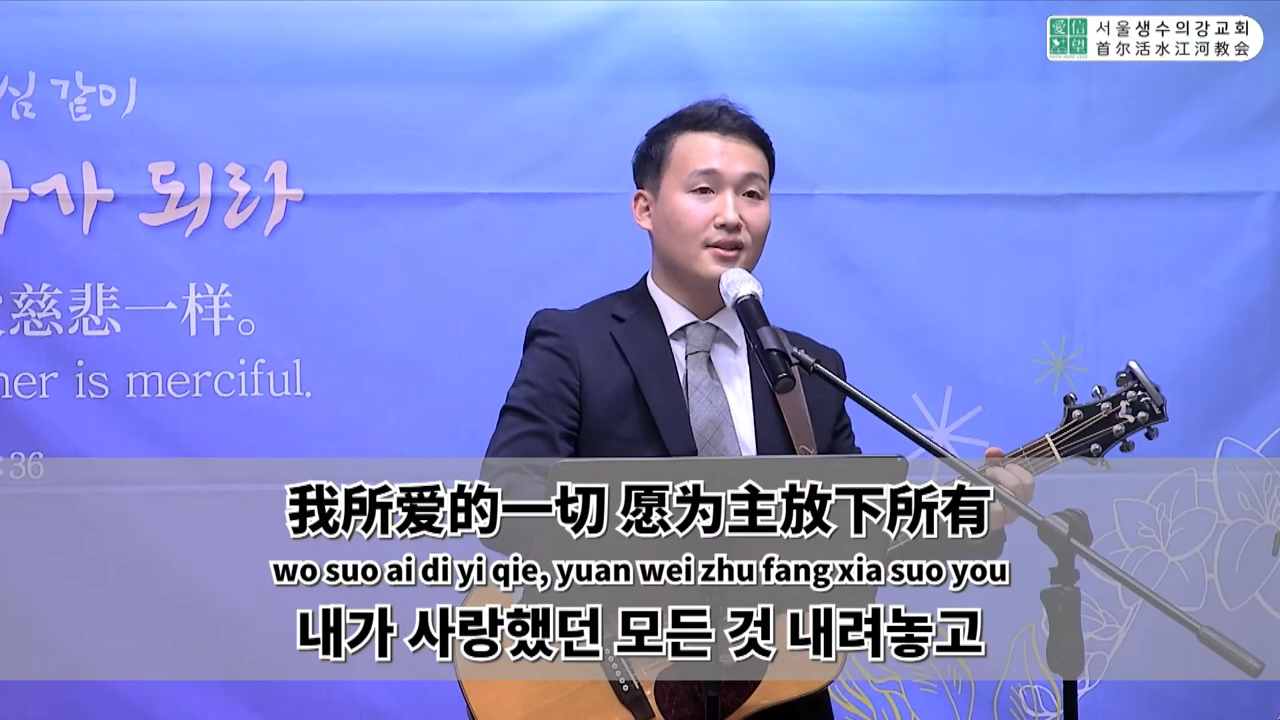 서울생수의강교회
首尔活水江河教会
심 같이
가 되라
慈悲一样。
her is merciful.
:36
我所爱的一切 愿为主放下所有
wo suo ai di yi qie, yuan wei zhu fang xia suo you
내가 사랑했던 모든 것 내려놓고